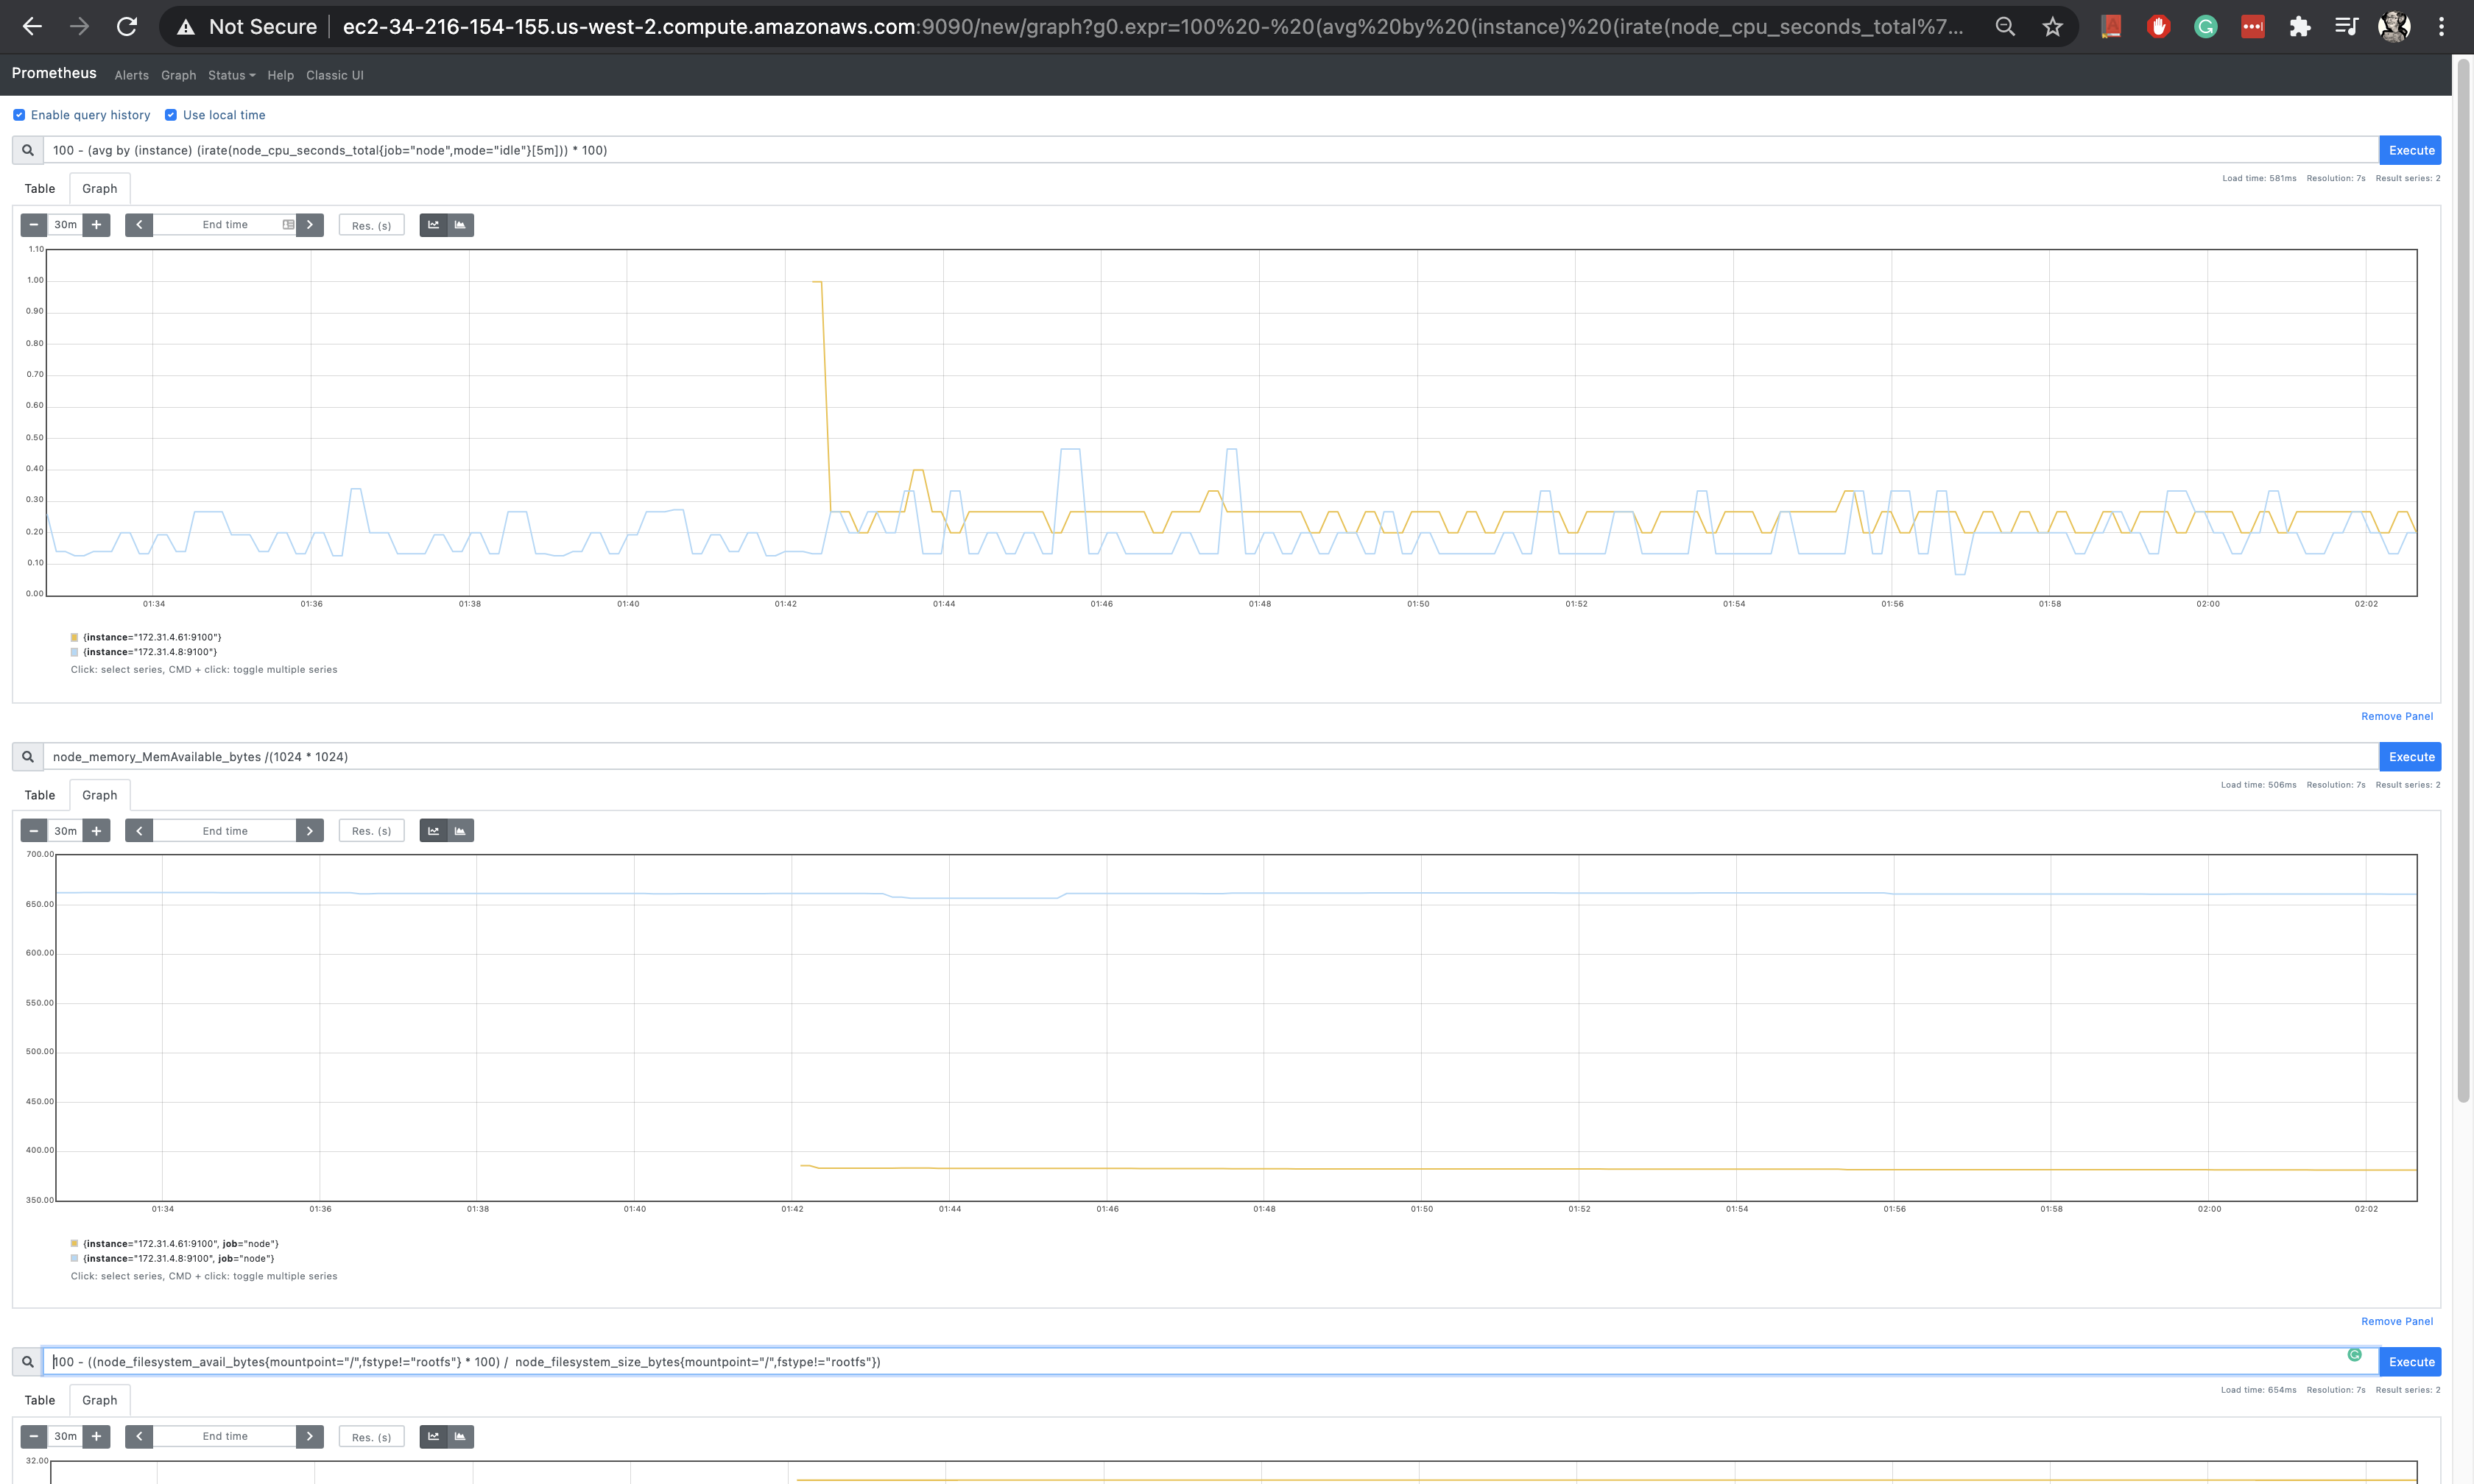 Not Secure ec2-34-216-154-155.us-west-2.compute.amazonaws.com:9090/new/graph?g0.expr=100%20-%20(avg%20by%20(instance)%20(irate(node_cpu_seconds_total%7...
Prometheus Alerts Graph Status Help Classic UI
Enable query history Use local time
100 - (avg by (instance) (irate(node_cpu_seconds_total{job="node",mode="idle"}[5m])) * 100) Execute
Table Graph Load time: 581ms Resolution: 7s Result series: 2
30m End time Res. (s)
1.10
1.00
0.90
0.80
0.70
0.60
0.50
0.40
0.30
0.20
0.10
0.00
01:34 01:36 01:38 01:40 01:42 01:44 01:46 01:48 01:50 01:52 01:54 01:56 01:58 02:00 02:02
{instance="172.31.4.61:9100"}
{instance="172.31.4.8:9100"}
Click: select series, CMD + click: toggle multiple series
Remove Panel
node_memory_MemAvailable_bytes /(1024 * 1024) Execute
Table Graph Load time: 506ms Resolution: 7s Result series: 2
30m End time Res. (s)
700.00
650.00
600.00
550.00
500.00
450.00
400.00
350.00
01:34 01:36 01:38 01:40 01:42 01:44 01:46 01:48 01:50 01:52 01:54 01:56 01:58 02:00 02:02
{instance="172.31.4.61:9100", job="node"}
{instance="172.31.4.8:9100", job="node"}
Click: select series, CMD + click: toggle multiple series
Remove Panel
100 - ((node_filesystem_avail_bytes{mountpoint="/",fstype!="rootfs"} * 100) / node_filesystem_size_bytes{mountpoint="/",fstype!="rootfs"}) Execute
Table Graph Load time: 654ms Resolution: 7s Result series: 2
30m End time Res. (s)
32.00